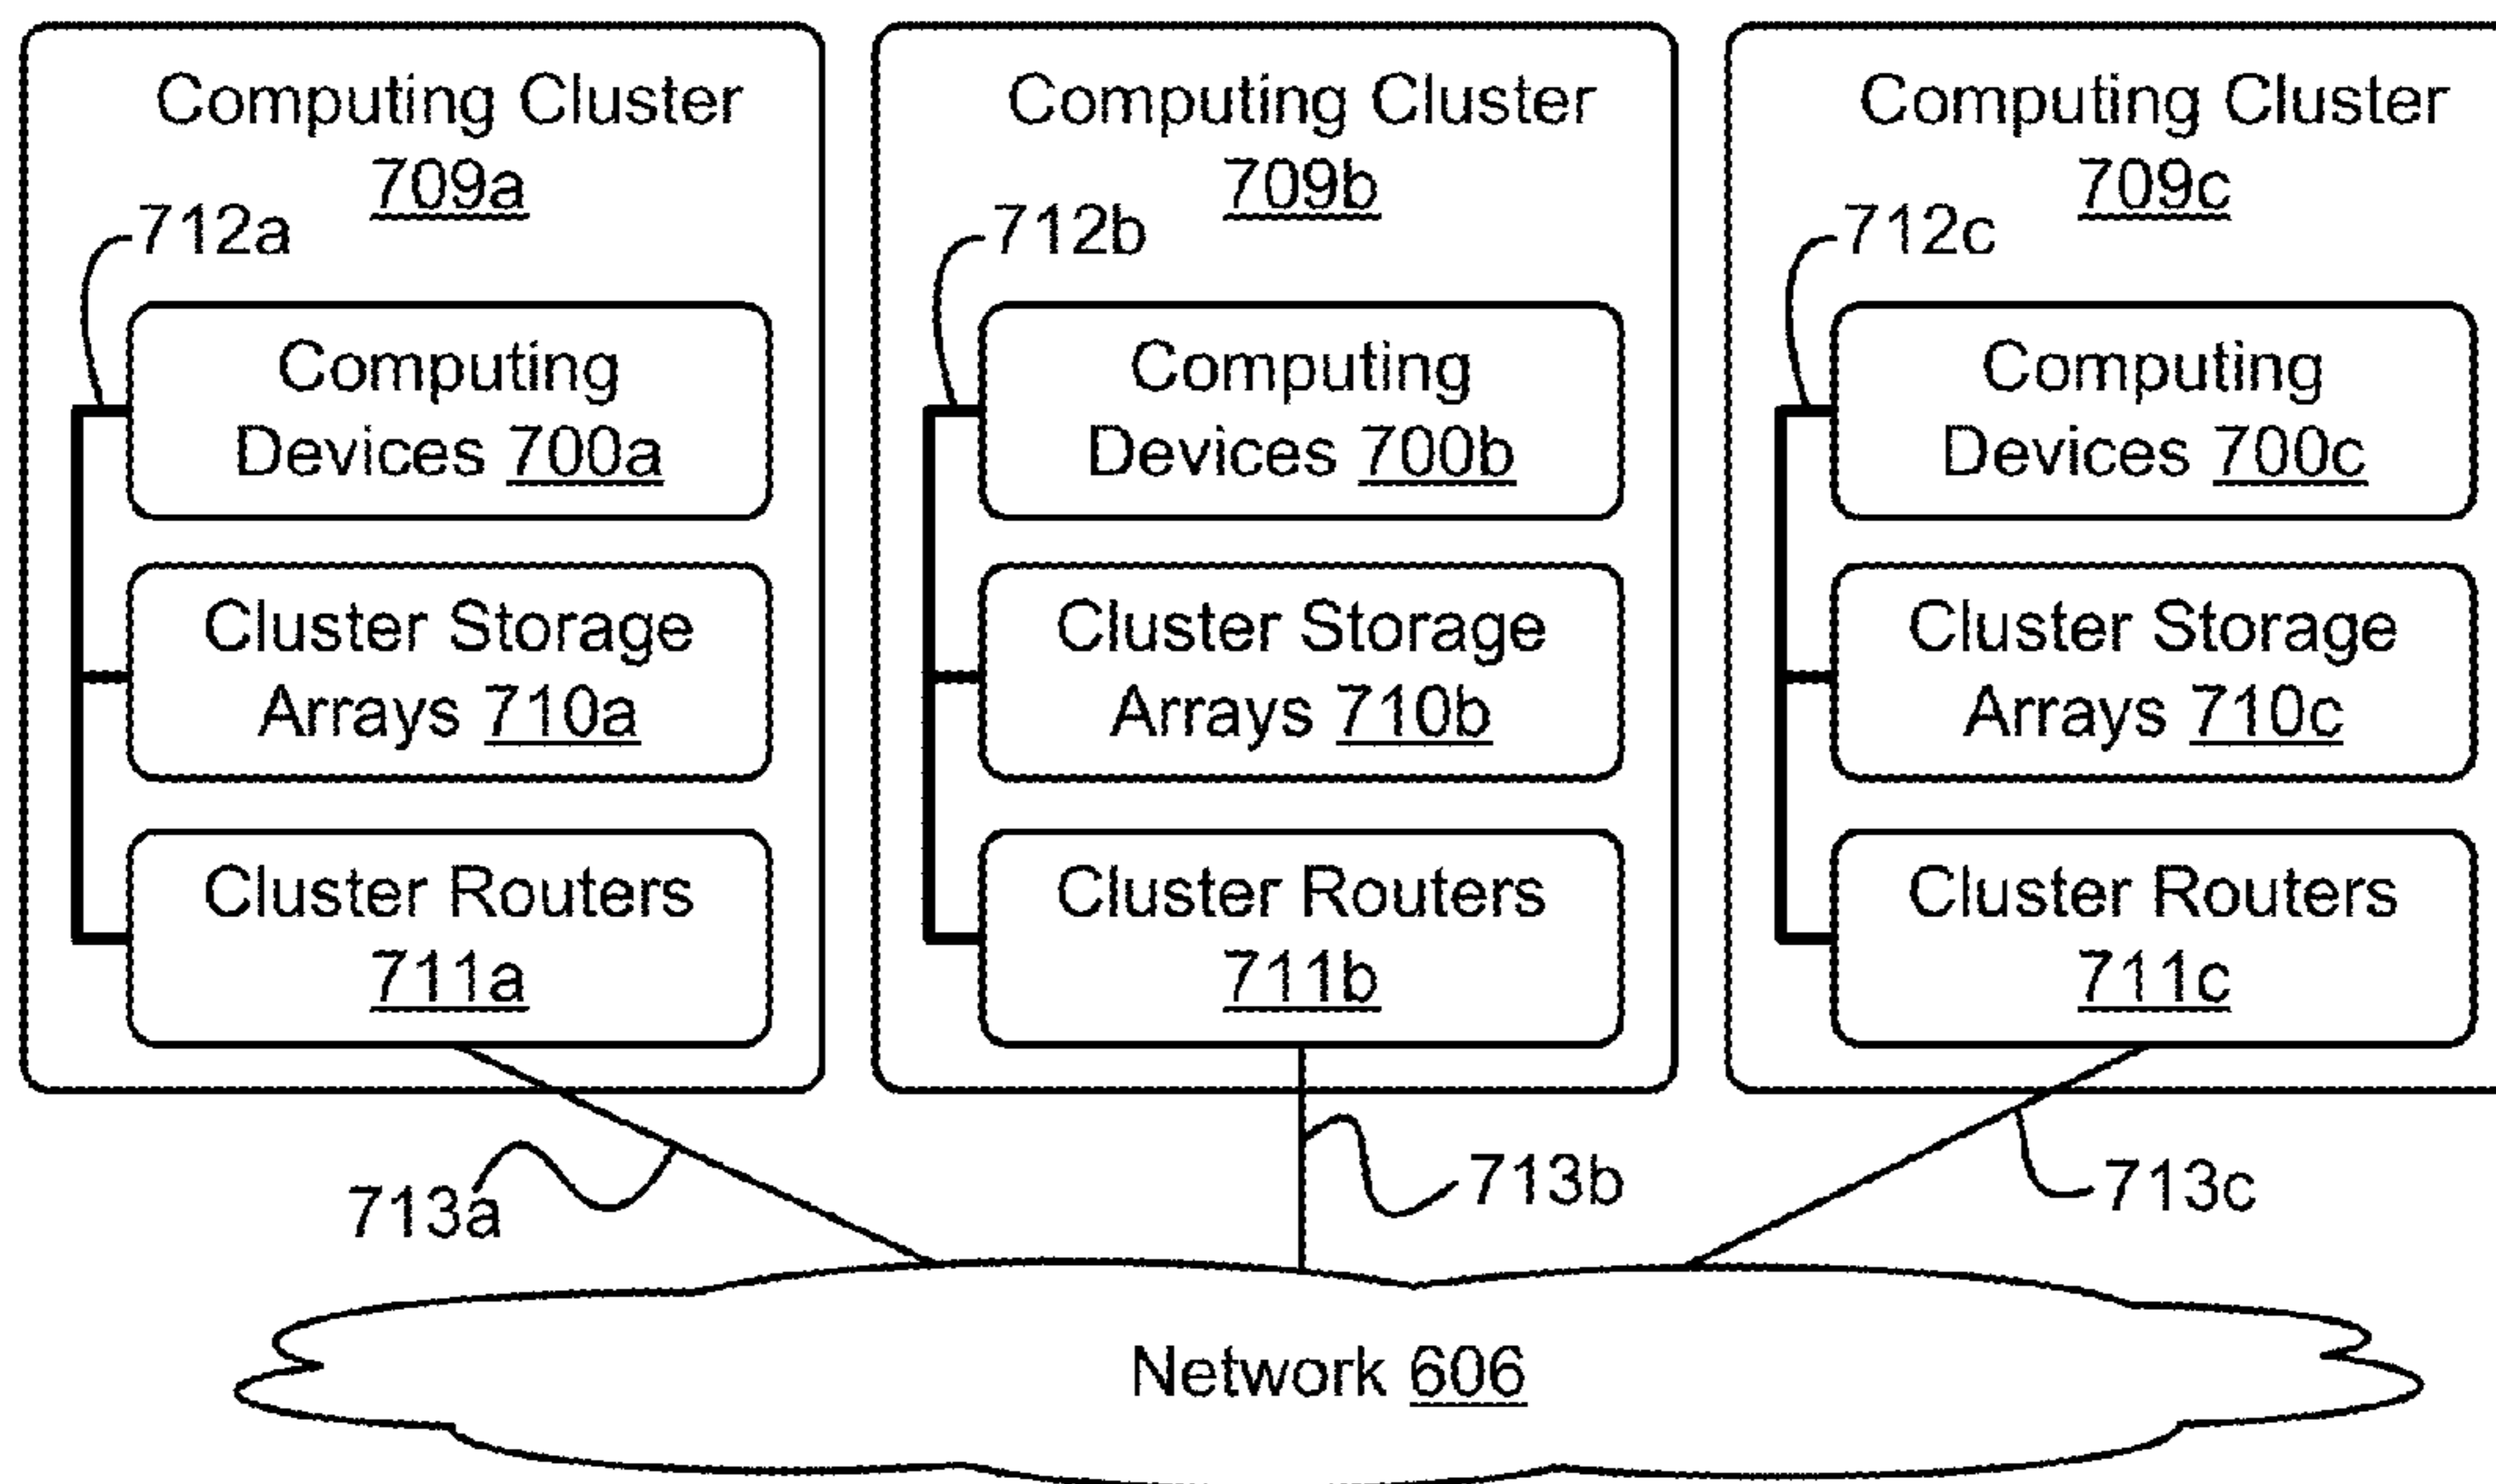 Computing Cluster
709a
712a
Computing
Devices 700a
Cluster Storage
Arrays 710a
Cluster Routers
711a
Computing Cluster
709b
712b
Computing
Devices 700b
Cluster Storage
Arrays 710b
Cluster Routers
711b
Computing Cluster
709c
712c
Computing
Devices 700c
Cluster Storage
Arrays 710c
Cluster Routers
711c
713a
713b
713c
Network 606